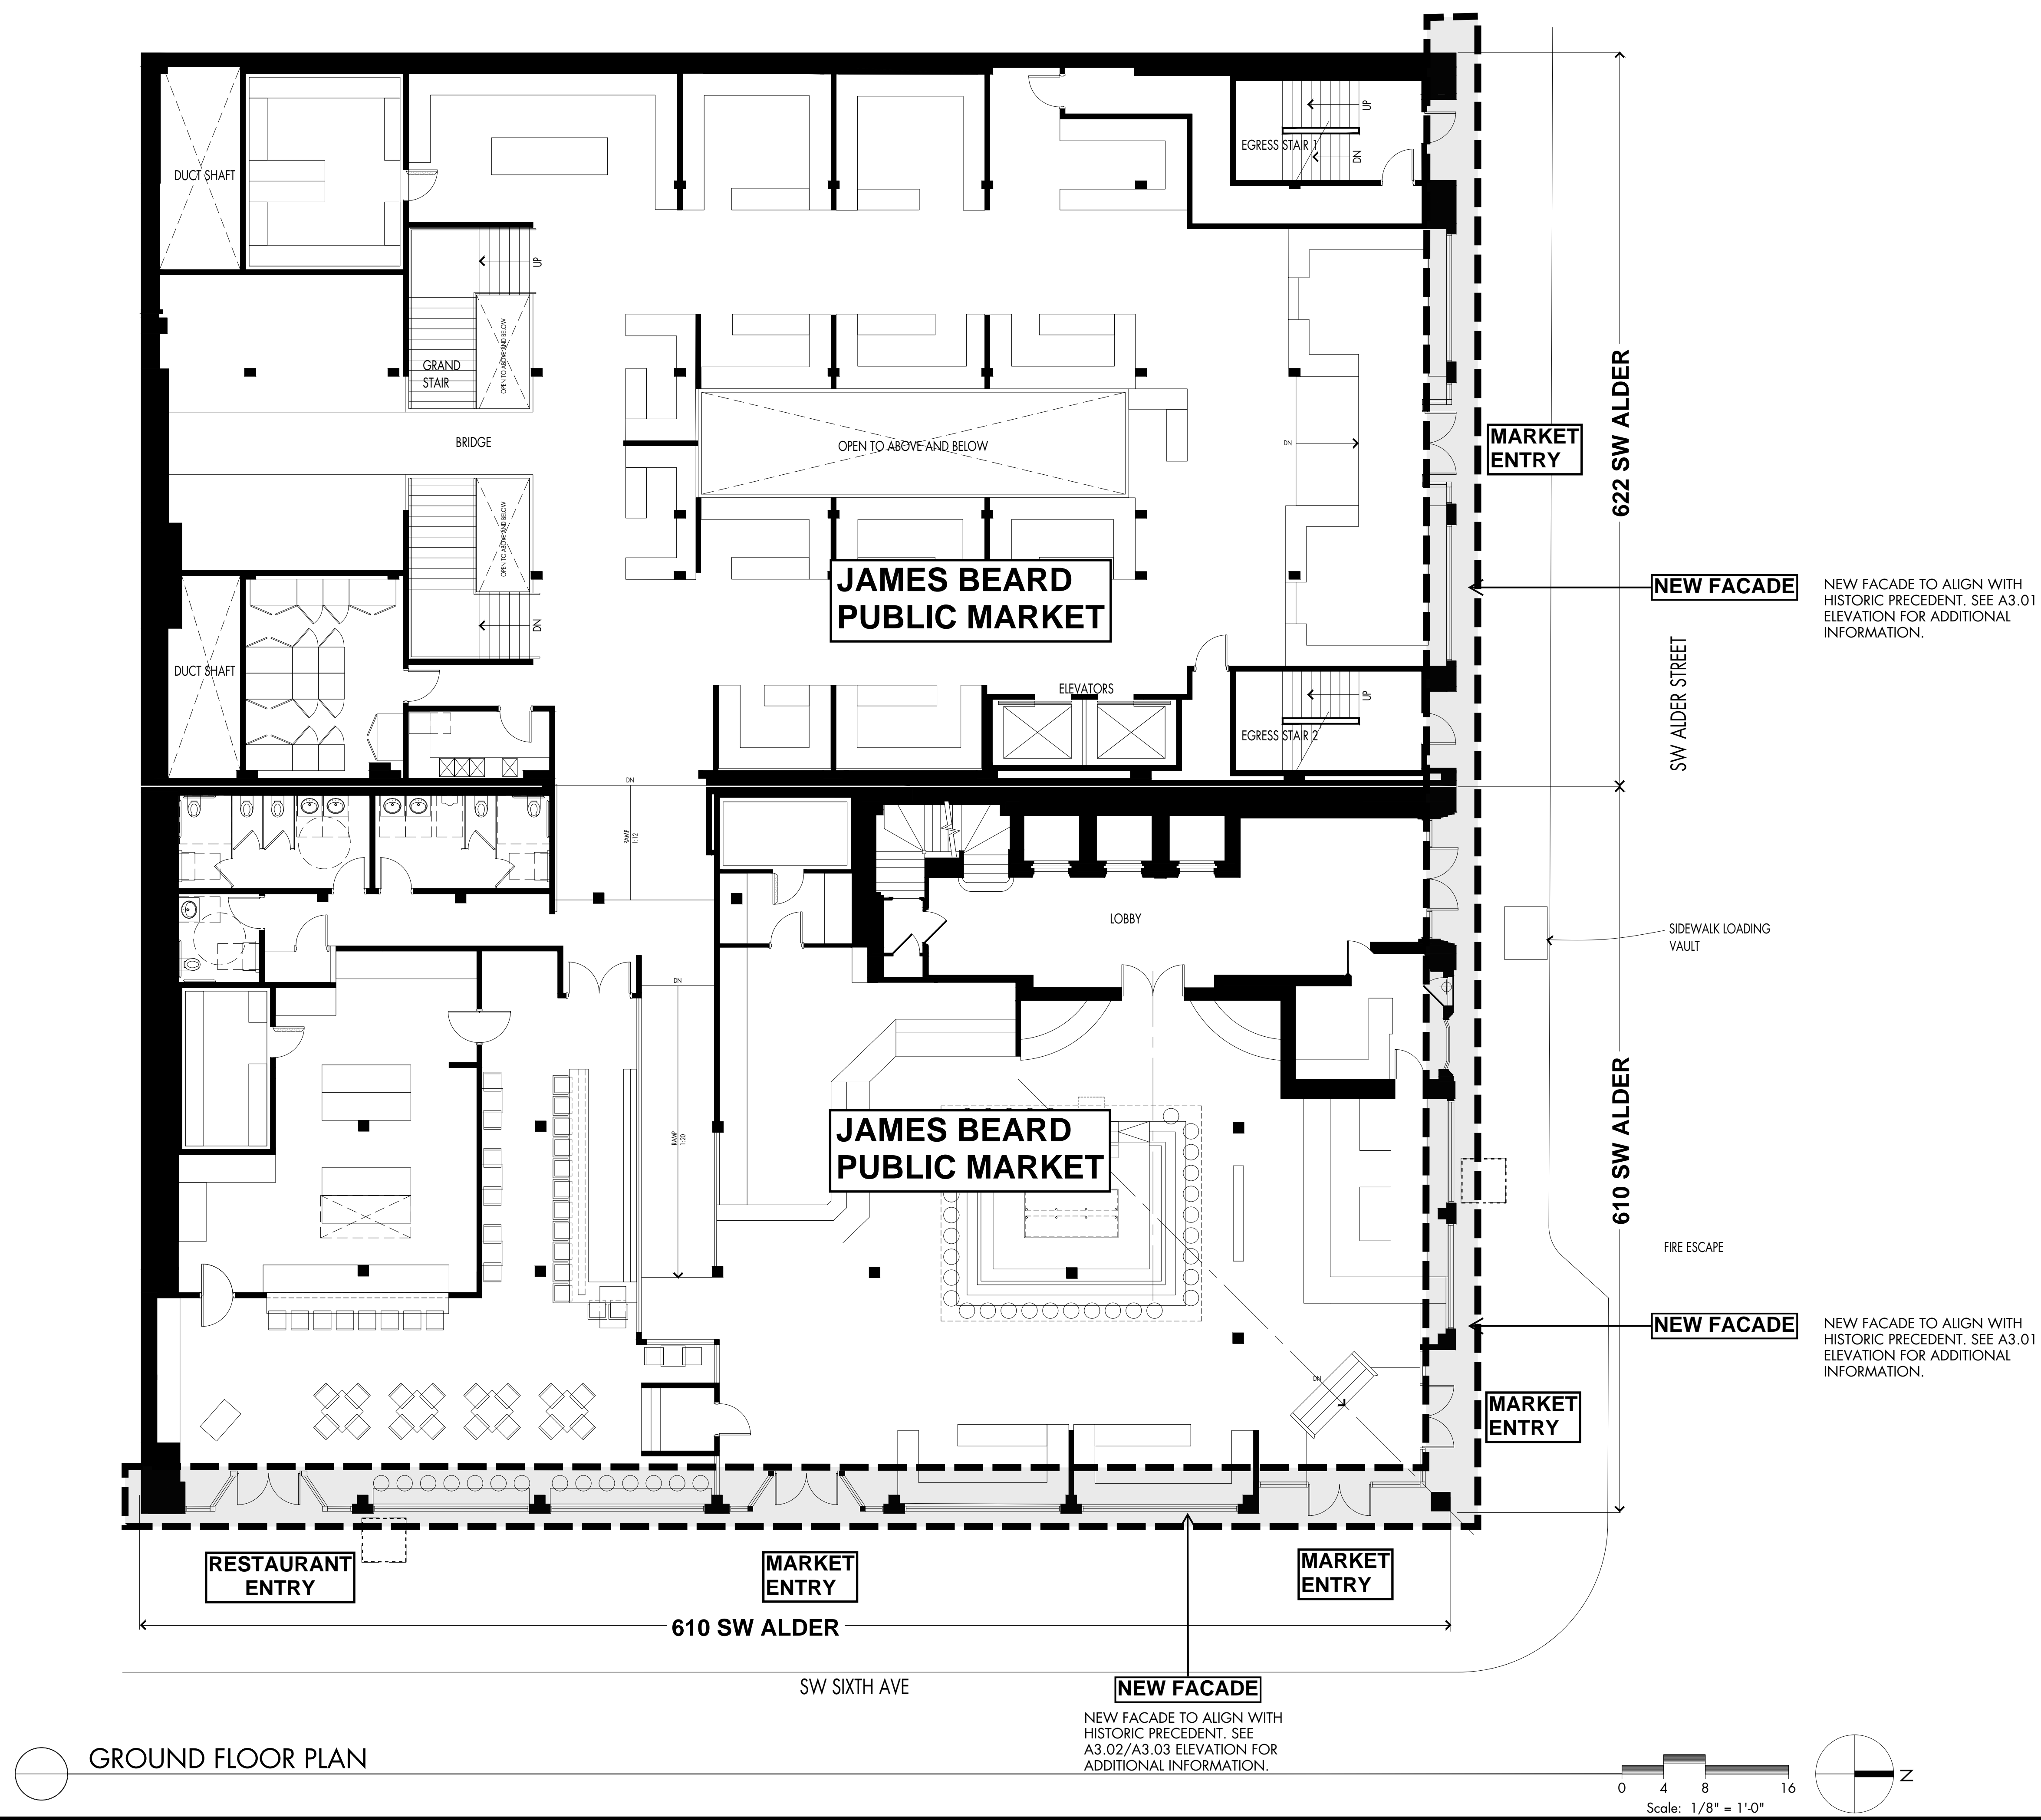 UP
EGRESS STAIR 1
DN
DUCT SHAFT
UP
GRAND
STAIR
OPEN TO ABOVE AND BELOW
BRIDGE
OPEN TO ABOVE AND BELOW
DN
MARKET
ENTRY
622 SW ALDER
OPEN TO ABOVE AND BELOW
JAMES BEARD
PUBLIC MARKET
NEW FACADE
NEW FACADE TO ALIGN WITH
HISTORIC PRECEDENT. SEE A3.01
ELEVATION FOR ADDITIONAL
INFORMATION.
DN
DUCT SHAFT
ELEVATORS
UP
EGRESS STAIR 2
SW ALDER STREET
DN
RAMP
1:12
LOBBY
SIDEWALK LOADING
VAULT
DN
RAMP
1:20
JAMES BEARD
PUBLIC MARKET
610 SW ALDER
FIRE ESCAPE
NEW FACADE
NEW FACADE TO ALIGN WITH
HISTORIC PRECEDENT. SEE A3.01
ELEVATION FOR ADDITIONAL
INFORMATION.
DN
MARKET
ENTRY
RESTAURANT
ENTRY
MARKET
ENTRY
MARKET
ENTRY
610 SW ALDER
SW SIXTH AVE
NEW FACADE
NEW FACADE TO ALIGN WITH
HISTORIC PRECEDENT. SEE
A3.02/A3.03 ELEVATION FOR
ADDITIONAL INFORMATION.
GROUND FLOOR PLAN
0 4 8 16
Scale: 1/8" = 1'-0"
N